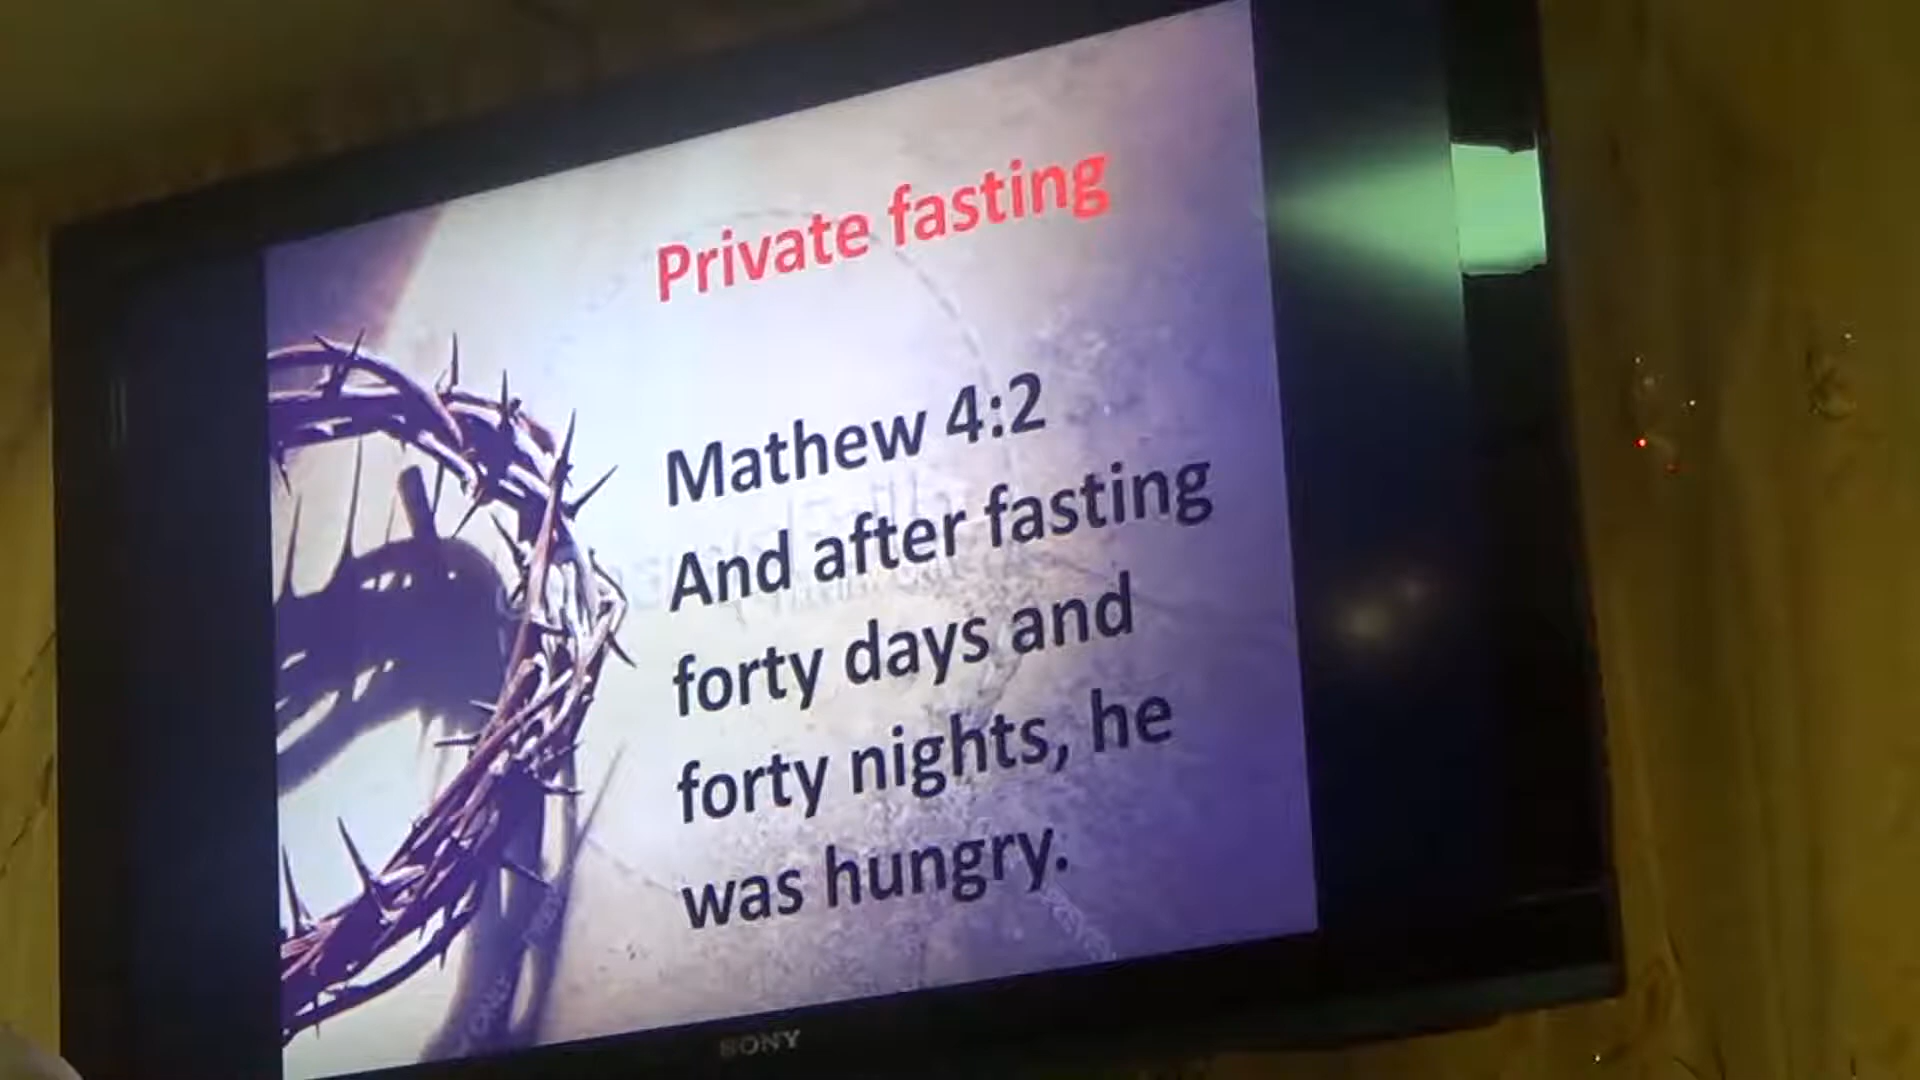 Private fasting
Mathew 4:2
And after fasting
forty days and
forty nights, he
was hungry.
SONY